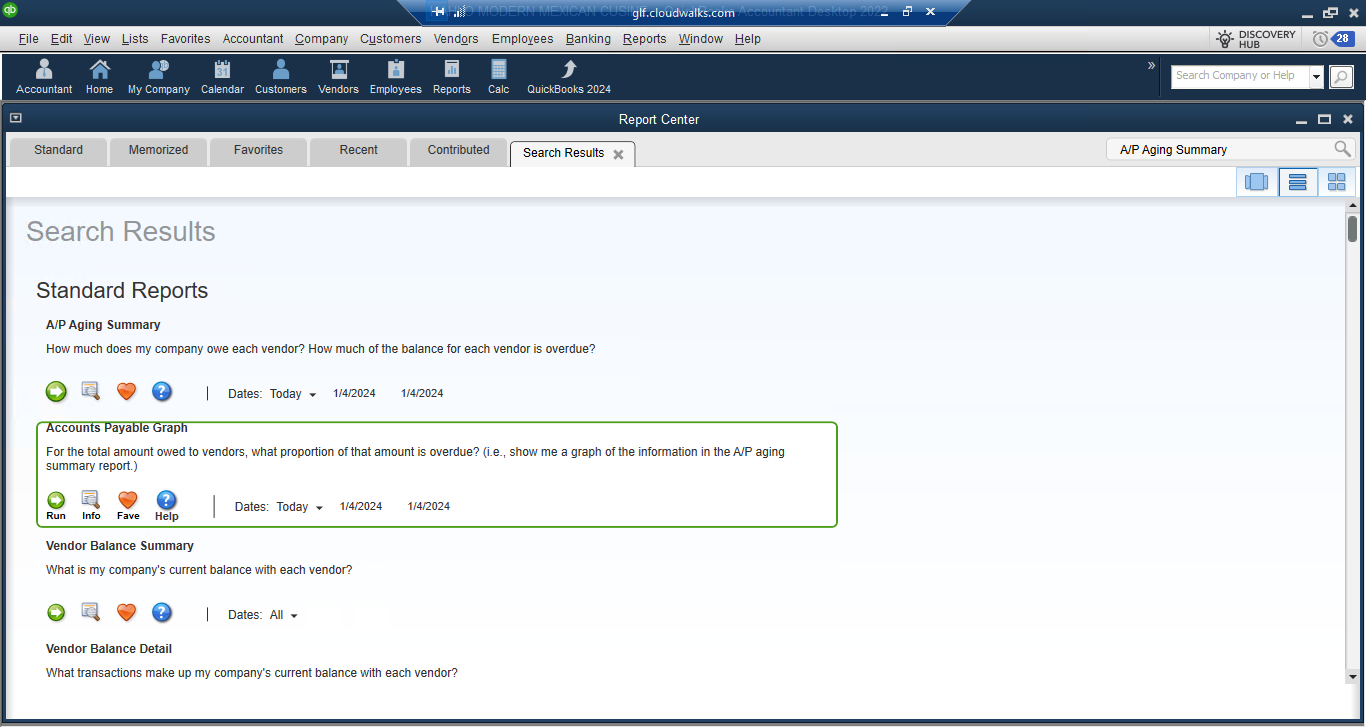 qb
MODERN MEXICAN CUSI
Accountant Desktop 2022
glf.cloudwalks.com
File Edit View Lists Favorites Accountant Company Customers Vendors Employees Banking Reports Window Help
DISCOVERY
HUB
28
31
Accountant Home My Company Calendar Customers Vendors Employees Reports Calc QuickBooks 2024
» Search Company or Help
Report Center
Standard Memorized Favorites Recent Contributed Search Results
A/P Aging Summary
Search Results
Standard Reports
A/P Aging Summary
How much does my company owe each vendor? How much of the balance for each vendor is overdue?
? | Dates: Today 1/4/2024 1/4/2024
Accounts Payable Graph
For the total amount owed to vendors, what proportion of that amount is overdue? (i.e., show me a graph of the information in the A/P aging
summary report.)
? | Dates: Today 1/4/2024 1/4/2024
Run Info Fave Help
Vendor Balance Summary
What is my company's current balance with each vendor?
? | Dates: All
Vendor Balance Detail
What transactions make up my company's current balance with each vendor?